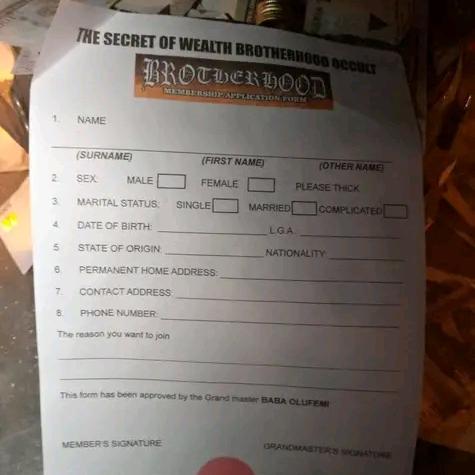 THE SECRET OF WEALTH BROTHERHOOD OCCULT
BROTHERHOOD
MEMBERSHIP APPLICATION FORM
1. NAME
(SURNAME) (FIRST NAME) (OTHER NAME)
2. SEX: MALE FEMALE PLEASE THICK
3. MARITAL STATUS: SINGLE MARRIED COMPLICATED
4. DATE OF BIRTH: L.G.A.
5. STATE OF ORIGIN: NATIONALITY:
6. PERMANENT HOME ADDRESS:
7. CONTACT ADDRESS:
8. PHONE NUMBER:
The reason you want to join
This form has been approved by the Grand master BABA OLUFEMI
MEMBER'S SIGNATURE GRANDMASTER'S SIGNATURE